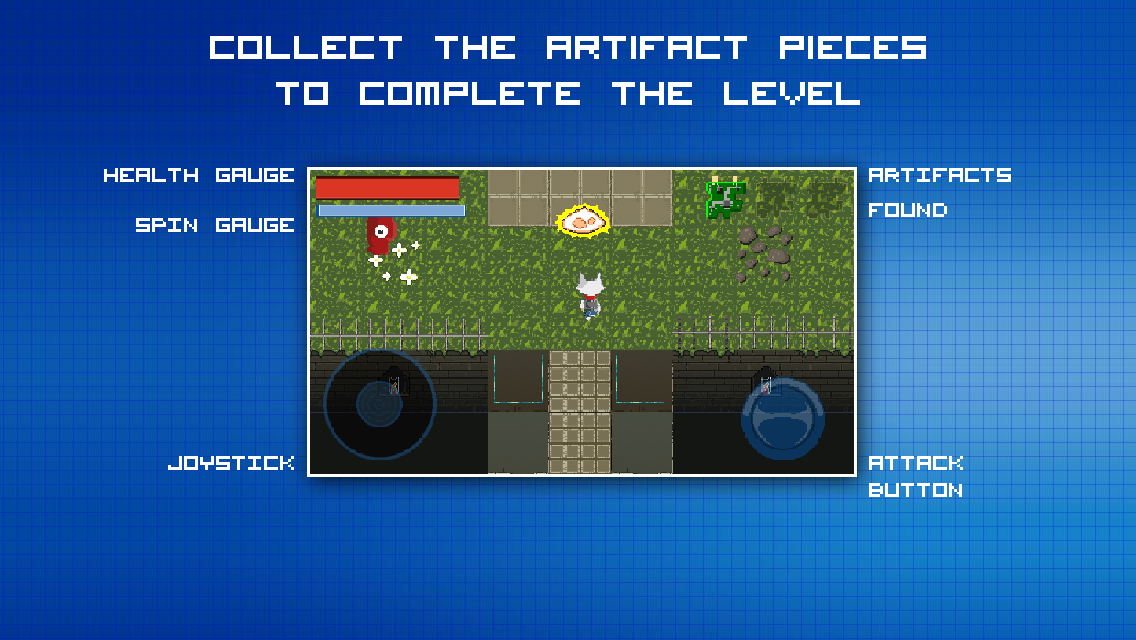 COLLECT THE ARTIFACT PIECES
TO COMPLETE THE LEVEL
HEALTH GAUGE
SPIN GAUGE
ARTIFACTS
FOUND
JOYSTICK
ATTACK
BUTTON